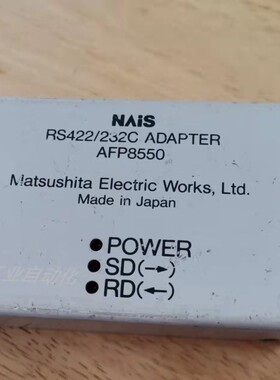 NAiS
RS422/232C ADAPTER
AFP8550
Matsushita Electric Works, Ltd.
Made in Japan
●POWER
●SD(→)
●RD(←)